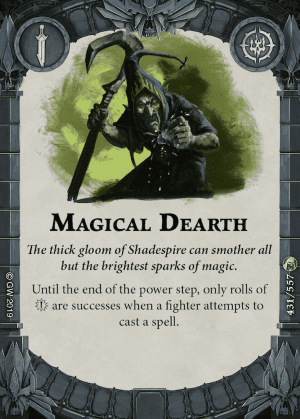 MAGICAL DEARTH
The thick gloom of Shadespire can smother all
but the brightest sparks of magic.
Until the end of the power step, only rolls of
are successes when a fighter attempts to
cast a spell.
© GW 2019
431/557